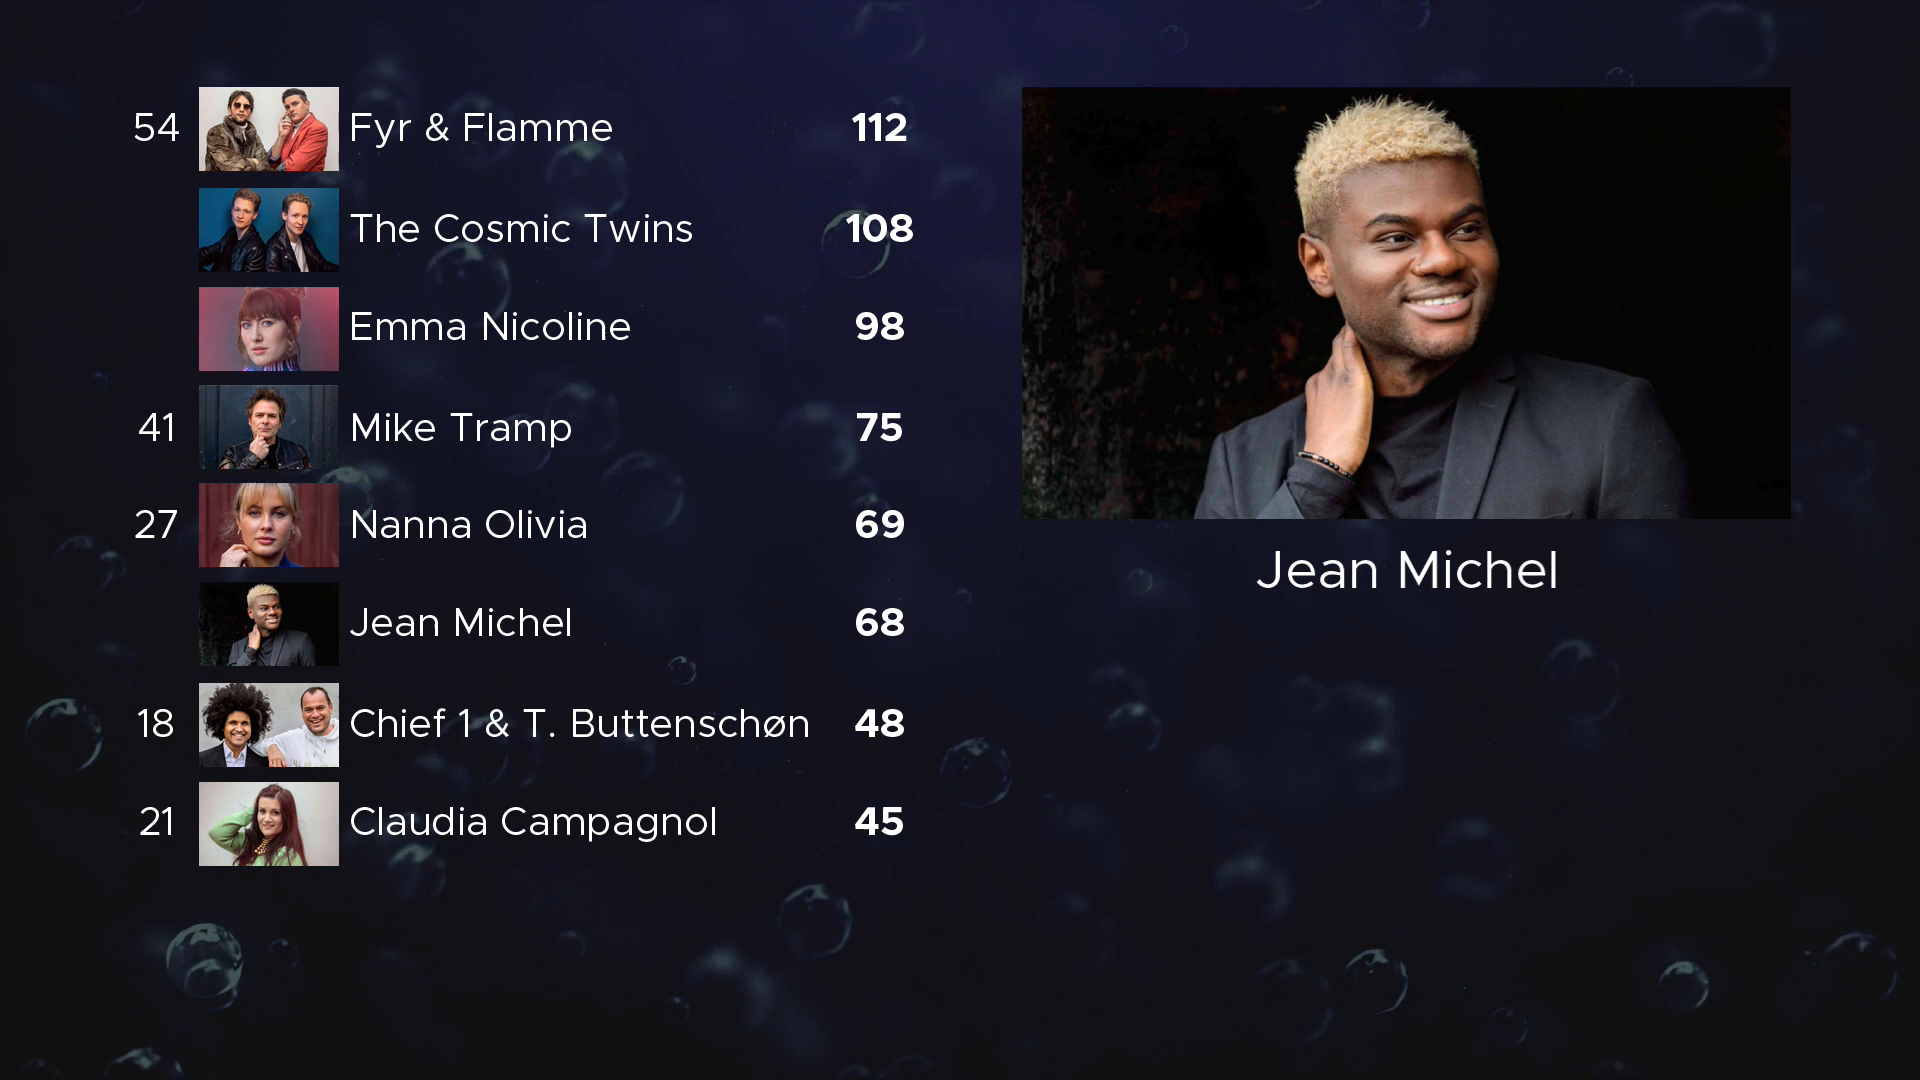 54 Fyr & Flamme 112
The Cosmic Twins 108
Emma Nicoline 98
41 Mike Tramp 75
27 Nanna Olivia 69
Jean Michel 68
18 Chief 1 & T. Buttenschøn 48
21 Claudia Campagnol 45
Jean Michel